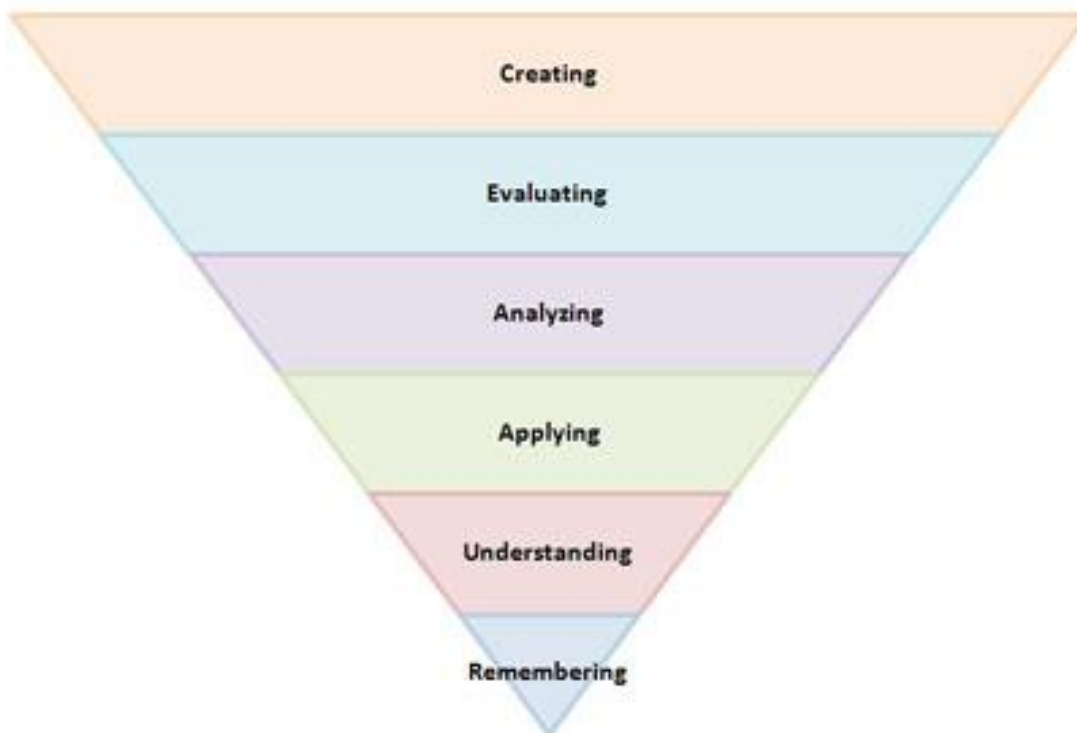 Creating
Evaluating
Analyzing
Applying
Understanding
Remembering